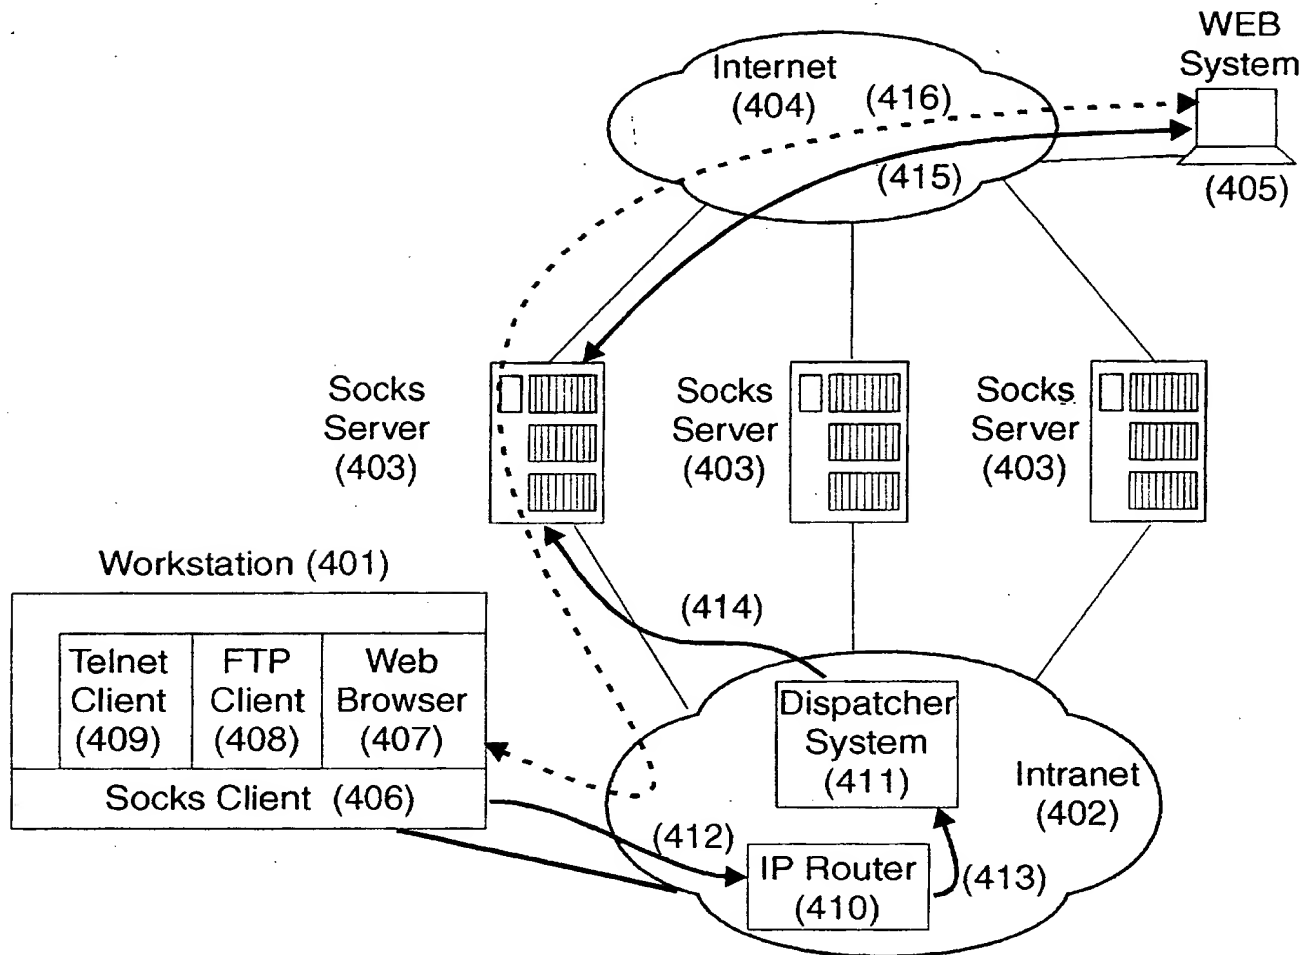 WEB
System
(405)
Internet
(404)
(416)
(415)
Socks
Server
(403)
Socks
Server
(403)
Socks
Server
(403)
Workstation (401)
Telnet
Client
(409)
FTP
Client
(408)
Web
Browser
(407)
Socks Client (406)
(414)
Dispatcher
System
(411)
Intranet
(402)
(412)
IP Router
(410)
(413)